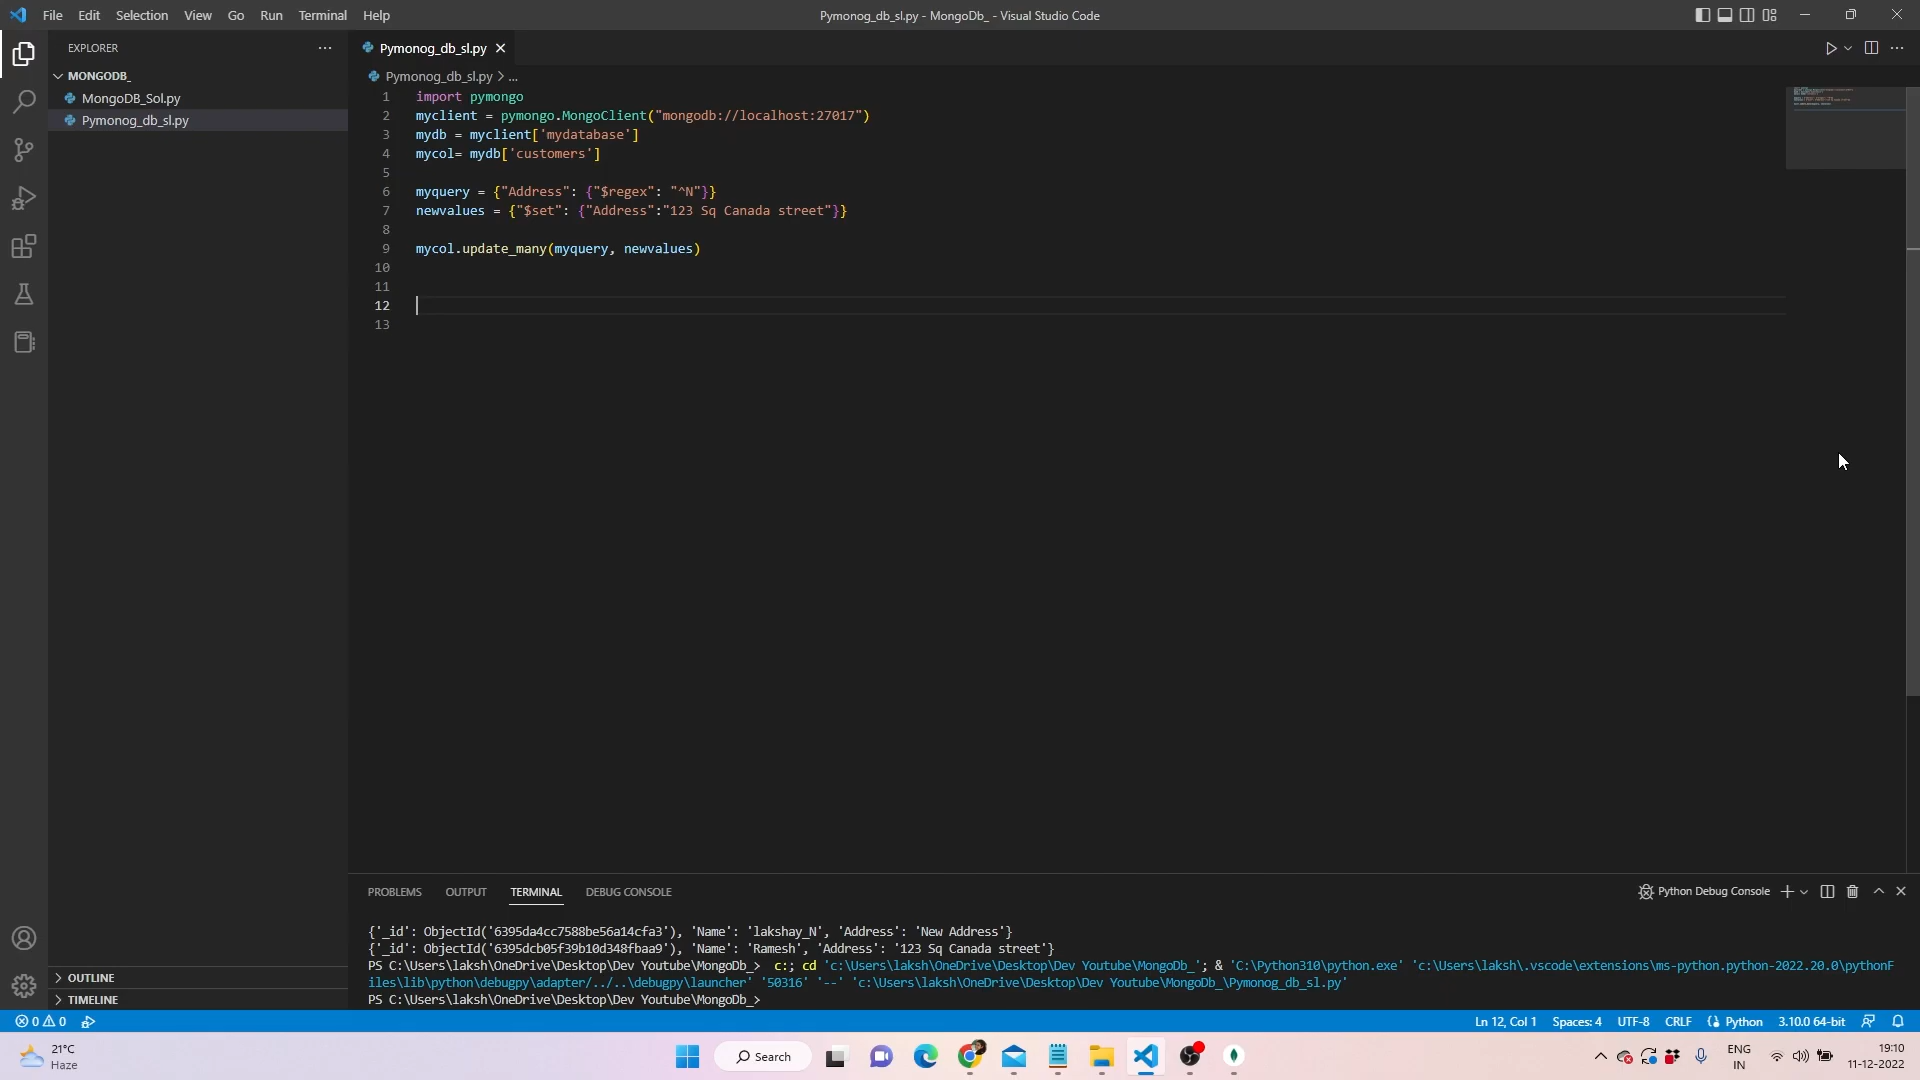 File Edit Selection View Go Run Terminal Help
Pymonog_db_sl.py - MongoDb_ - Visual Studio Code
EXPLORER
MONGODB_
MongoDB_Sol.py
Pymonog_db_sl.py
Pymonog_db_sl.py
Pymonog_db_sl.py > ...
1 import pymongo
2 myclient = pymongo.MongoClient("mongodb://localhost:27017")
3 mydb = myclient['mydatabase']
4 mycol= mydb['customers']
5
6 myquery = {"Address": {"$regex": "^N"}}
7 newvalues = {"$set": {"Address":"123 Sq Canada street"}}
8
9 mycol.update_many(myquery, newvalues)
10
11
12
13
PROBLEMS OUTPUT TERMINAL DEBUG CONSOLE
Python Debug Console
{'_id': ObjectId('6395da4cc7588be56a14cfa3'), 'Name': 'lakshay_N', 'Address': 'New Address'}
{'_id': ObjectId('6395dcb05f39b10d348fbaa9'), 'Name': 'Ramesh', 'Address': '123 Sq Canada street'}
PS C:\Users\laksh\OneDrive\Desktop\Dev Youtube\MongoDb_> c:; cd 'c:\Users\laksh\OneDrive\Desktop\Dev Youtube\MongoDb_'; & 'C:\Python310\python.exe' 'c:\Users\laksh\.vscode\extensions\ms-python.python-2022.20.0\pythonF
iles\lib\python\debugpy\adapter/../..\debugpy\launcher' '50316' '--' 'c:\Users\laksh\OneDrive\Desktop\Dev Youtube\MongoDb_\Pymonog_db_sl.py'
PS C:\Users\laksh\OneDrive\Desktop\Dev Youtube\MongoDb_>
OUTLINE
TIMELINE
0 0
Ln 12, Col 1 Spaces: 4 UTF-8 CRLF Python 3.10.0 64-bit
21°C
Haze
Search
ENG
IN
19:10
11-12-2022